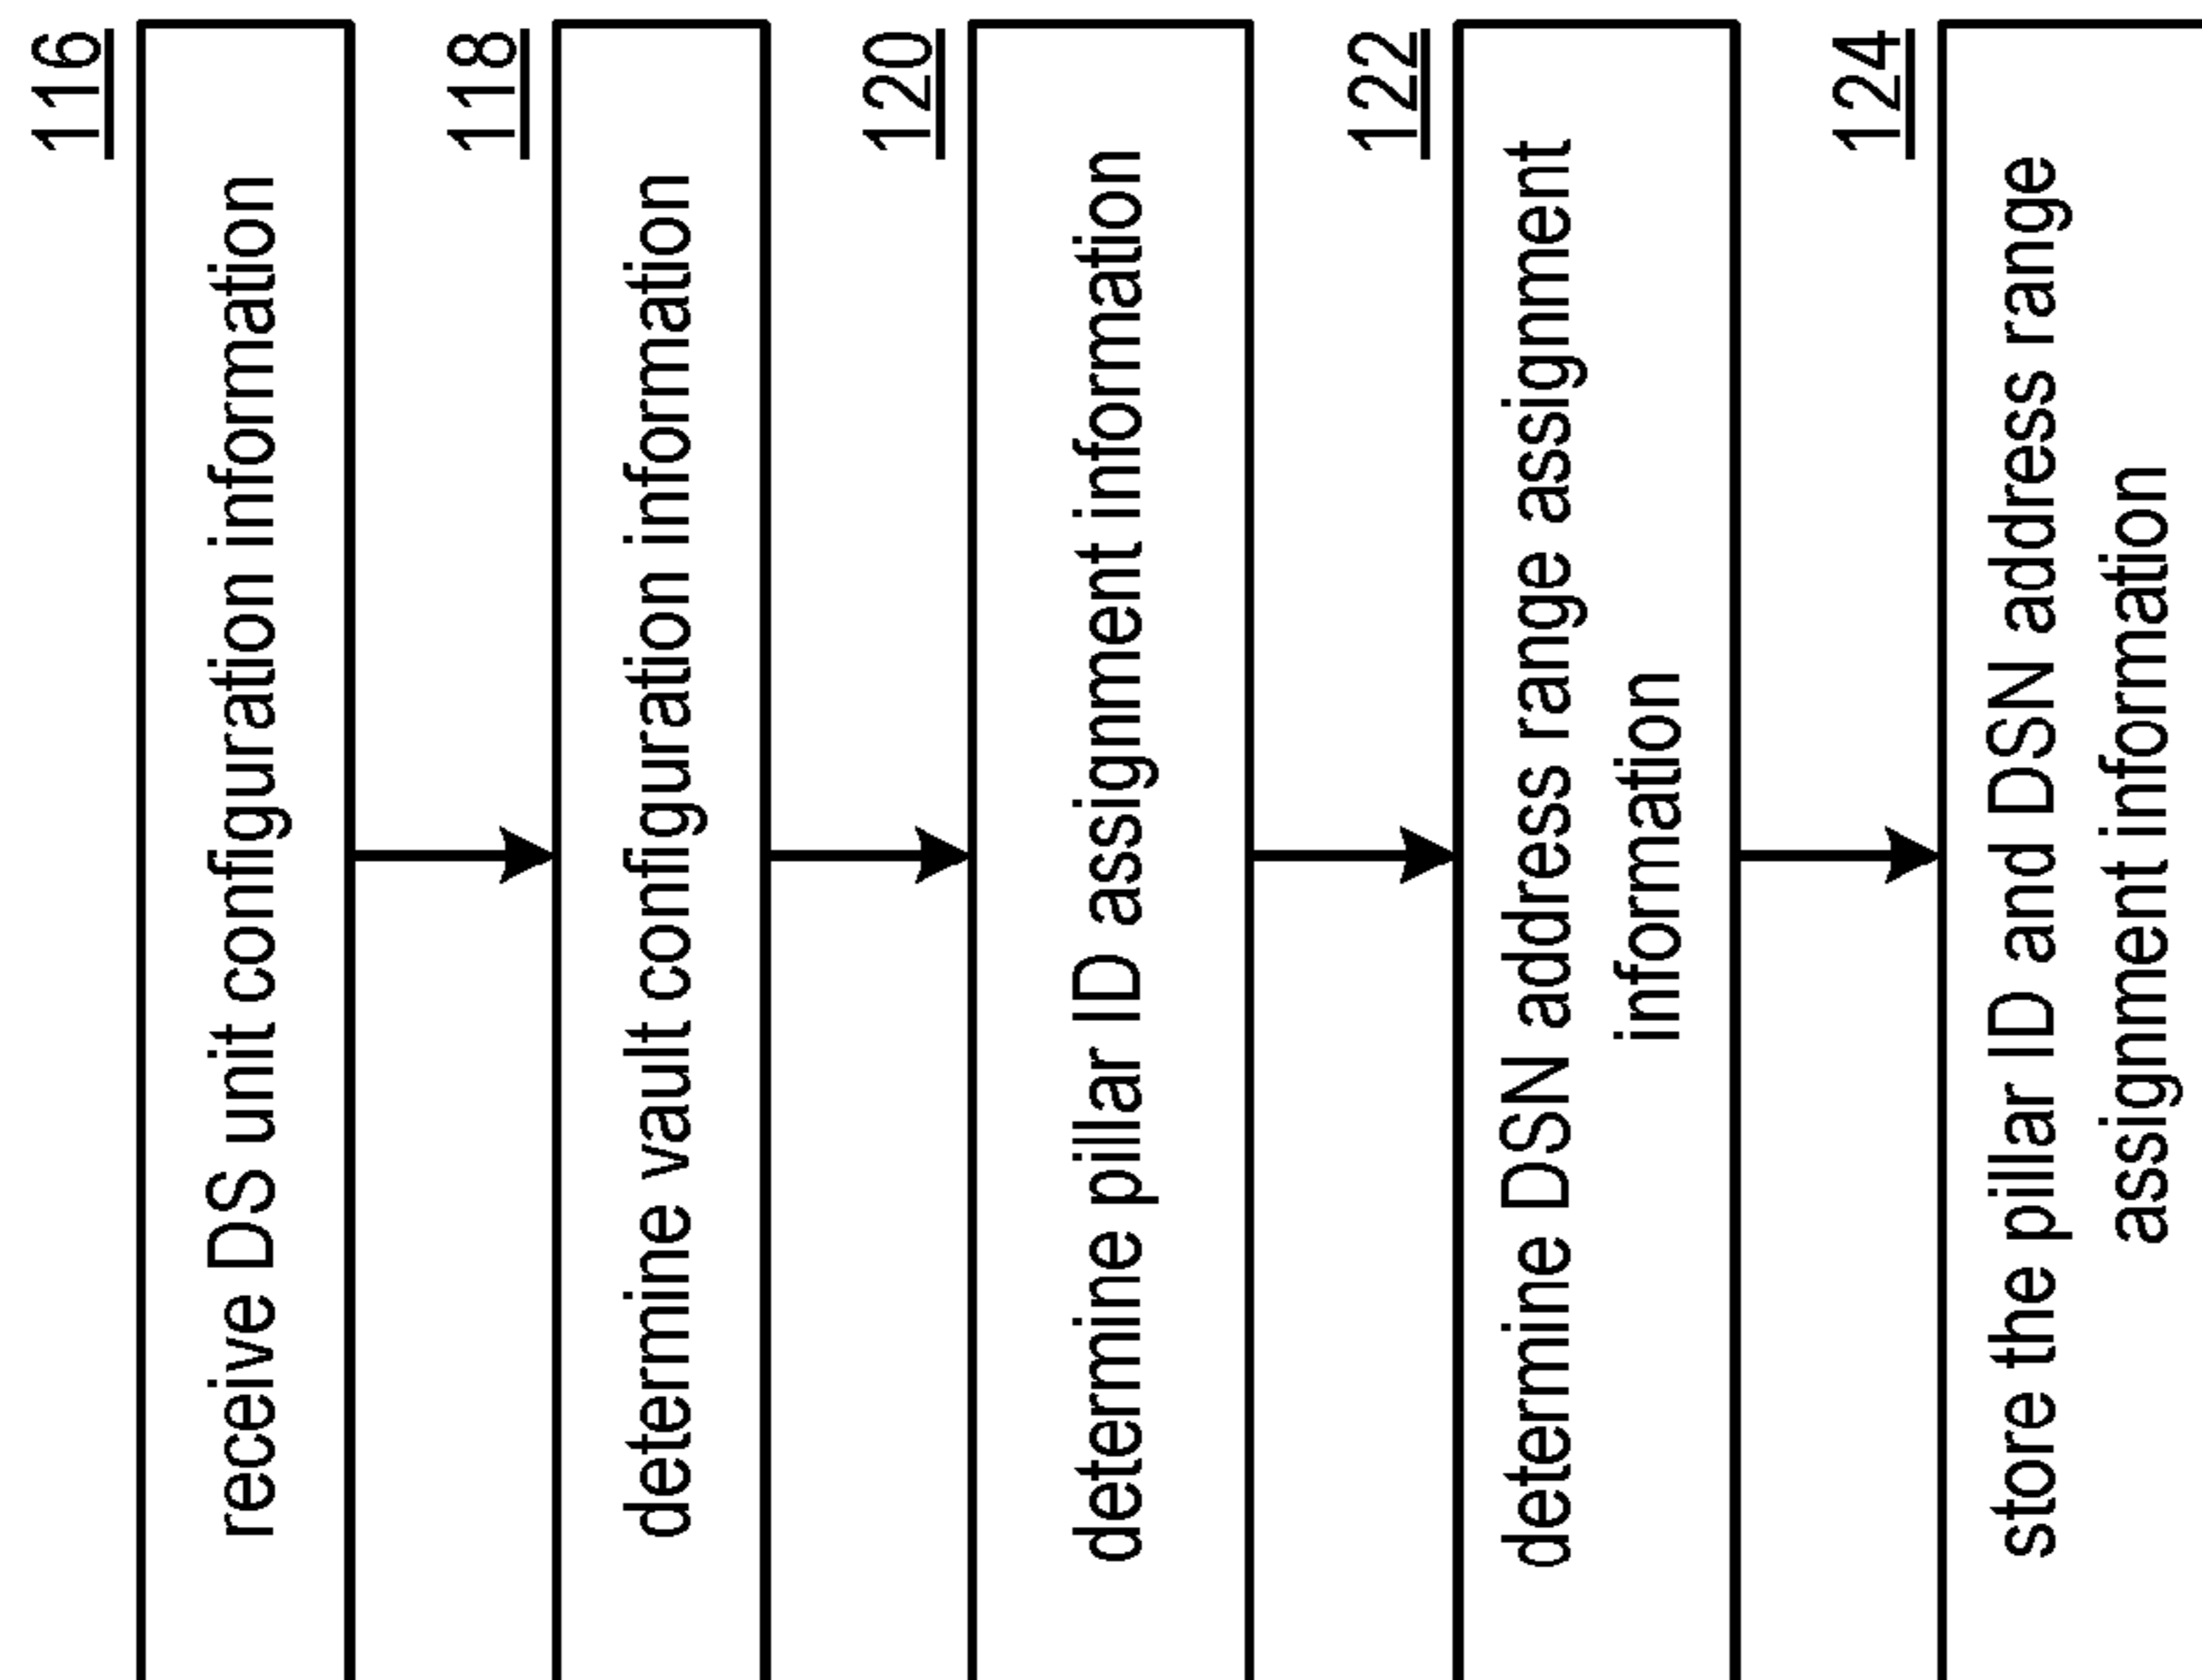 116
receive DS unit configuration information
118
determine vault configuration information
120
determine pillar ID assignment information
122
determine DSN address range assignment
information
124
store the pillar ID and DSN address range
assignment information